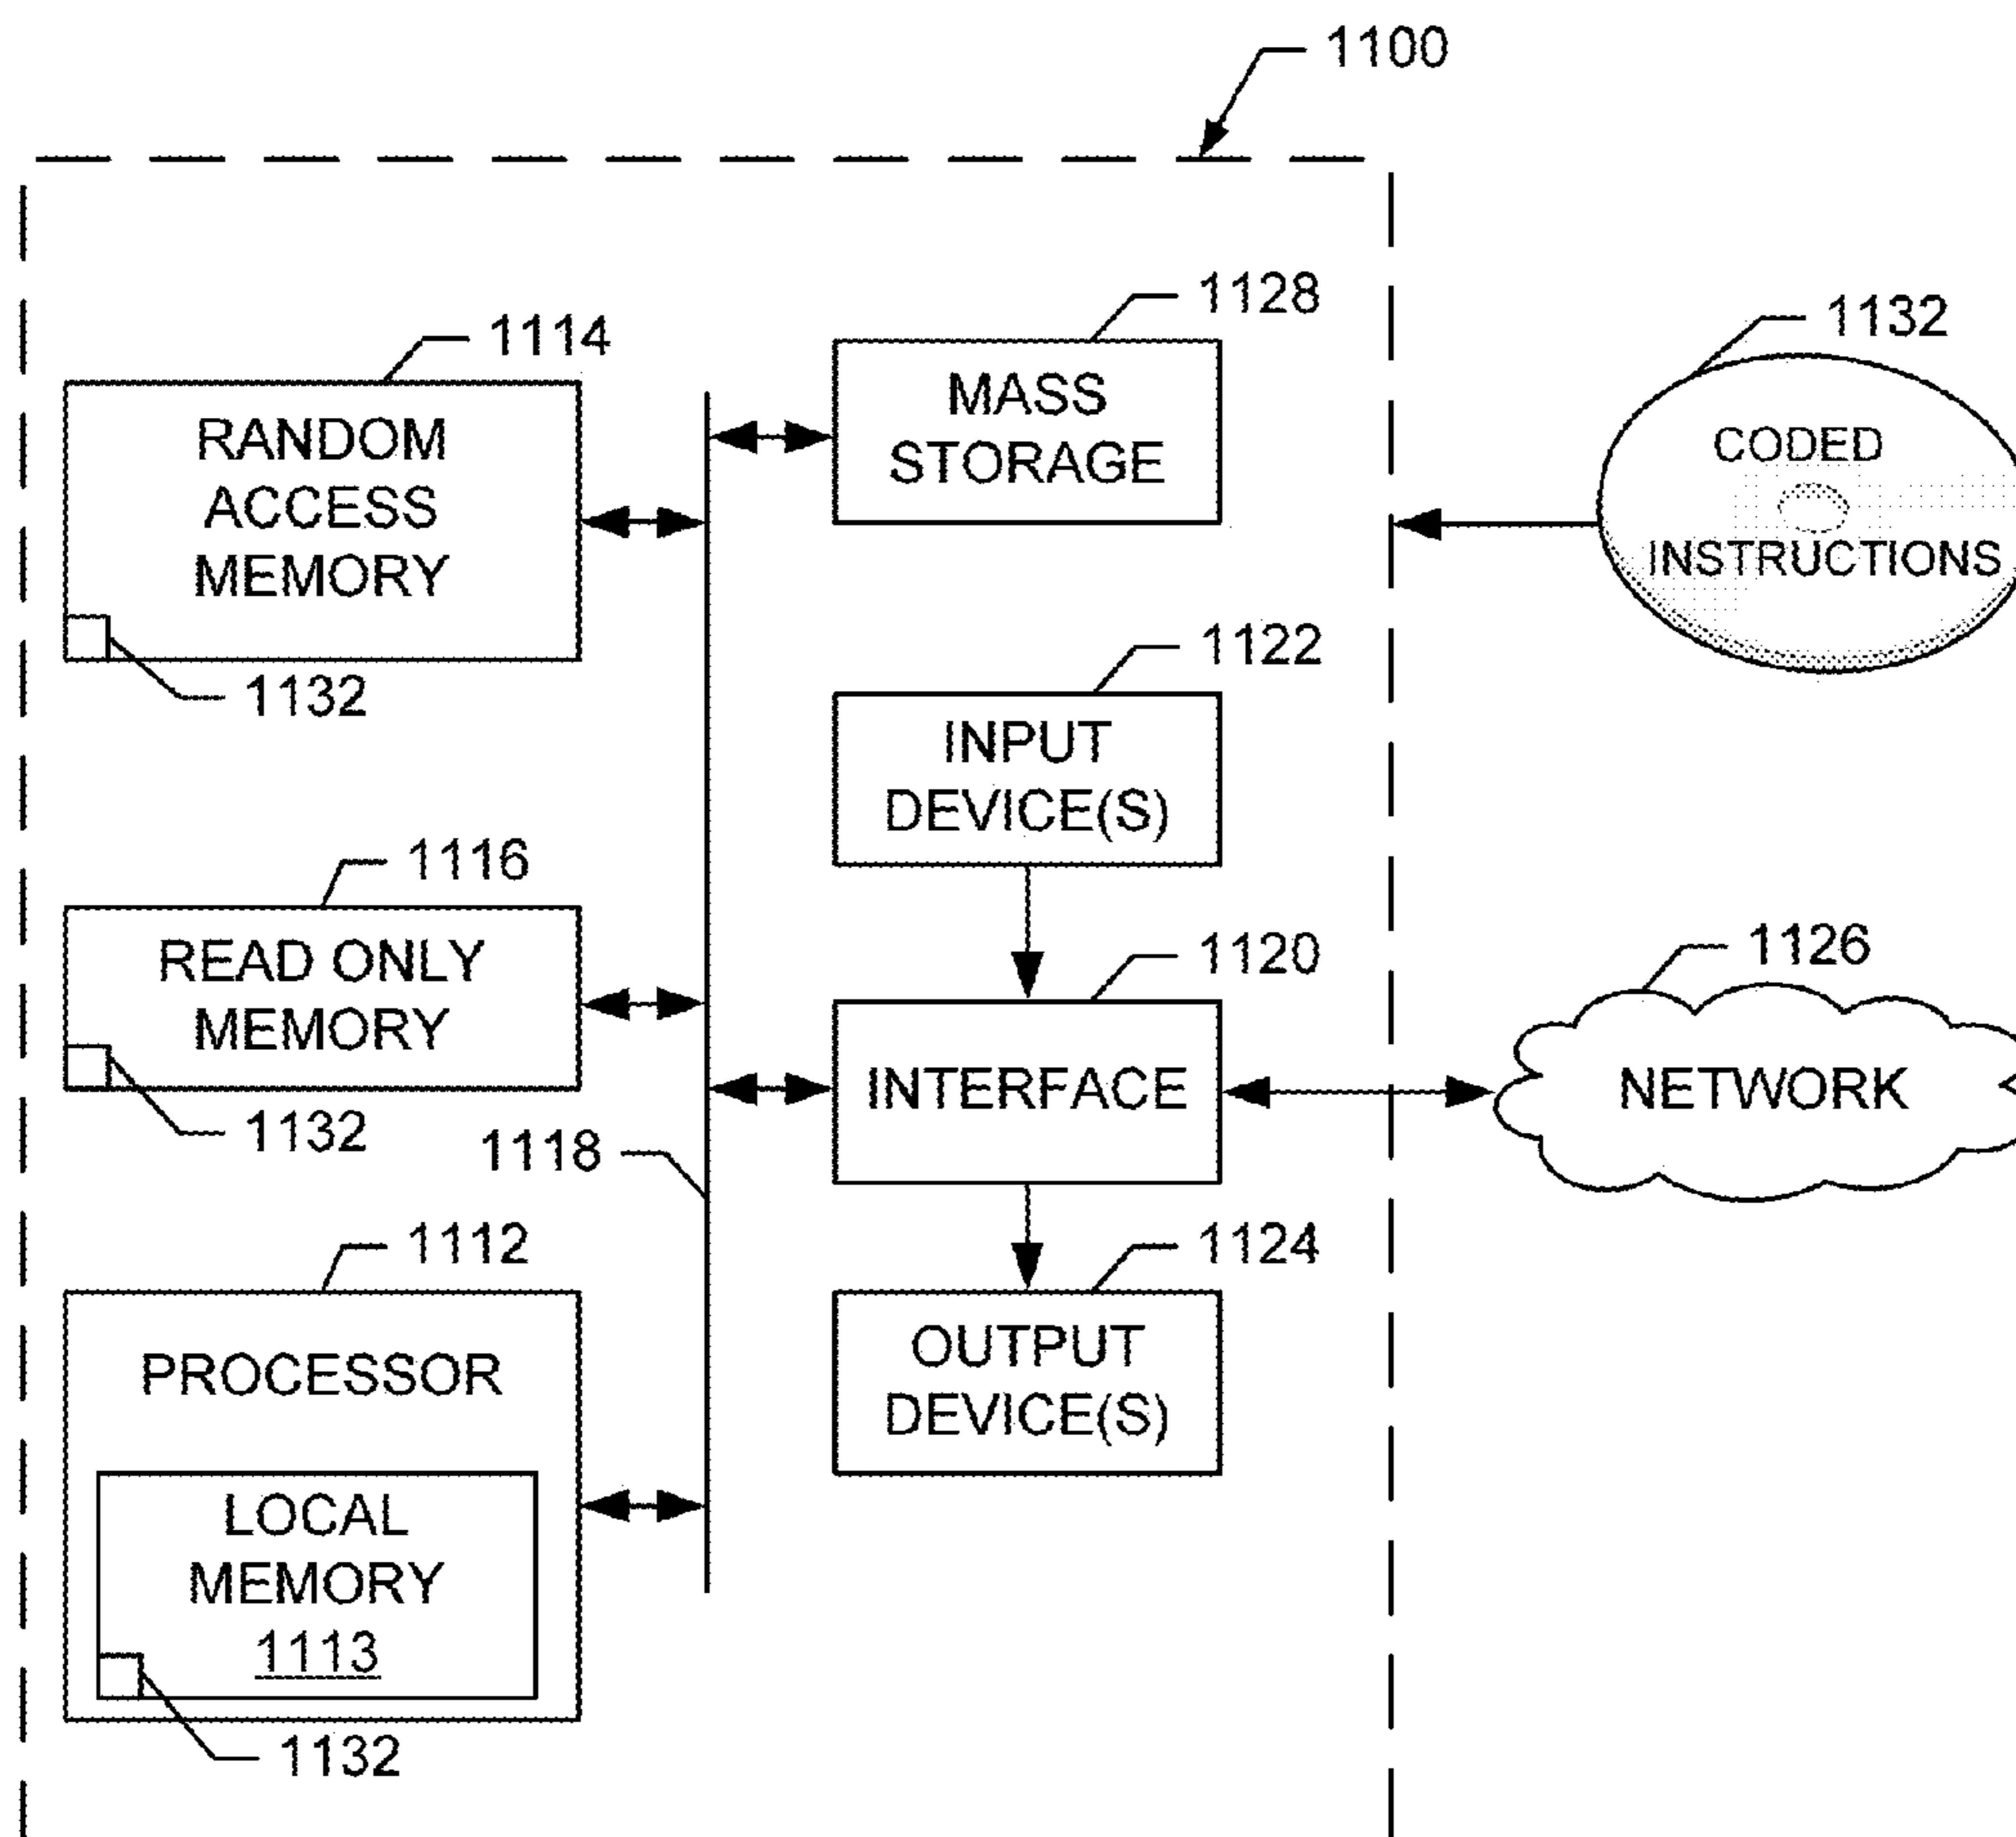 1100
1128
1114
1132
RANDOM
ACCESS
MEMORY
MASS
STORAGE
CODED
INSTRUCTIONS
1132
1122
INPUT
DEVICE(S)
1116
READ ONLY
MEMORY
1120
1126
INTERFACE
NETWORK
1132
1118
1112
1124
PROCESSOR
OUTPUT
DEVICE(S)
LOCAL
MEMORY
1113
1132